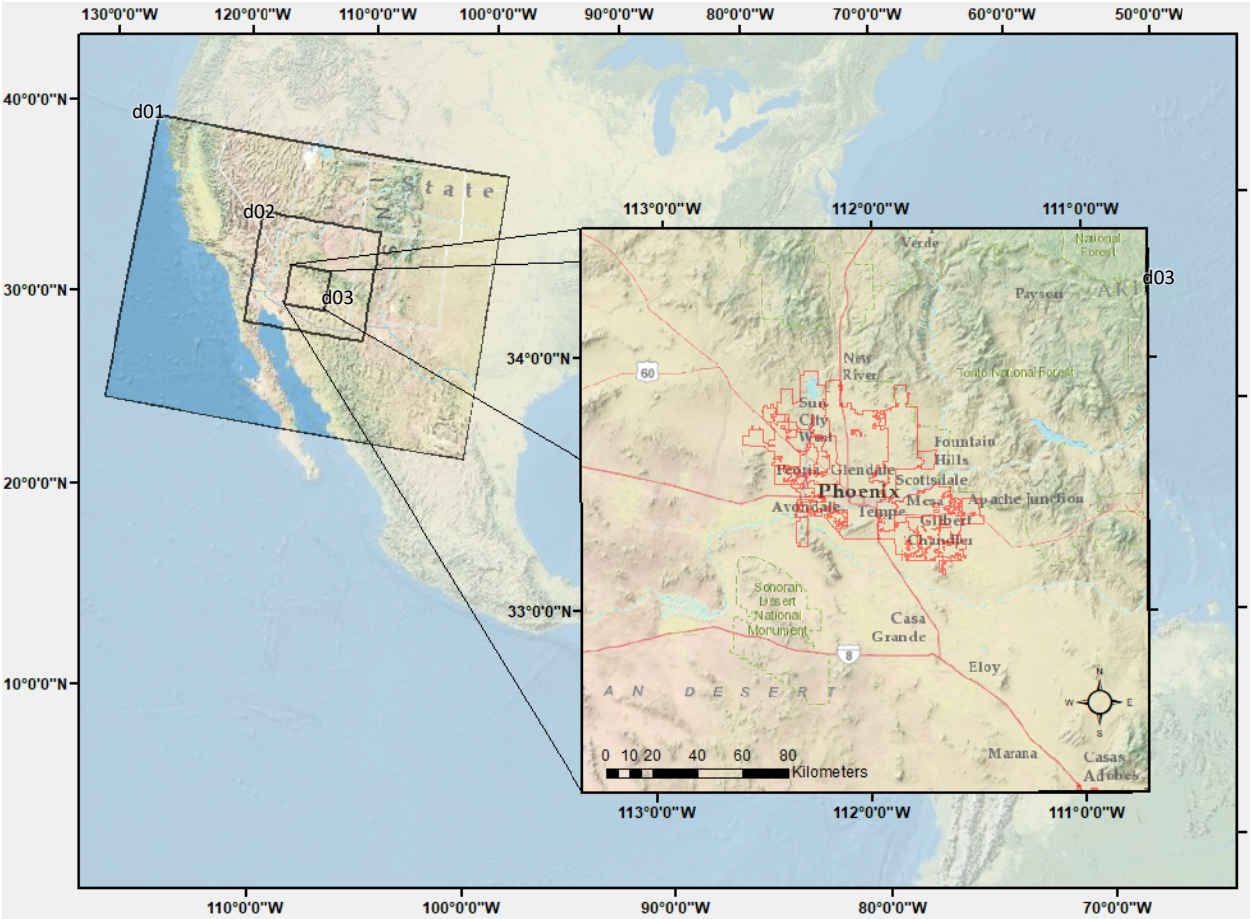 130°0'0"W 120°0'0"W 110°0'0"W 100°0'0"W 90°0'0"W 80°0'0"W 70°0'0"W 60°0'0"W 50°0'0"W
40°0'0"N
d01
State
d02
N
S
113°0'0"W 112°0'0"W 111°0'0"W
Verde
National
Forest
d03
30°0'0"N
d03
Payson
ARI
34°0'0"N
New
River
60
Tonto National Forest
Sun
City
West
Fountain
Hills
Peoria Glendale
Scottsdale
20°0'0"N
Phoenix
Mesa
Apache Junction
Avondale
Tempe
Gilbert
Chandler
Sonoran
Desert
National
Monument
33°0'0"N
Casa
Grande
8
Eloy
10°0'0"N
AN DESERT
N
W E
S
0 10 20 40 60 80
Kilometers
Marana
Casas
Adobes
113°0'0"W 112°0'0"W 111°0'0"W
110°0'0"W 100°0'0"W 90°0'0"W 80°0'0"W 70°0'0"W